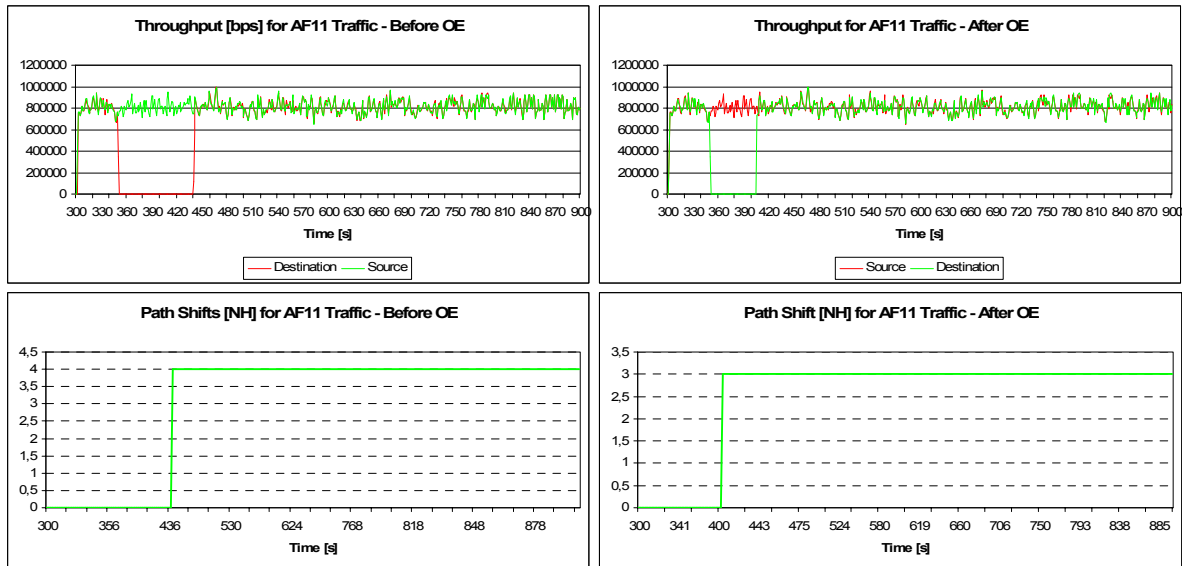 Throughput [bps] for AF11 Traffic - Before OE
1200000
1000000
800000
600000
400000
200000
0
300 330 360 390 420 450 480 510 540 570 600 630 660 690 720 750 780 810 840 870 900
Time [s]
Destination Source
Throughput for AF11 Traffic - After OE
1200000
1000000
800000
600000
400000
200000
0
300 330 360 390 420 450 480 510 540 570 600 630 660 690 720 750 780 810 840 870 900
Time [s]
Source Destination
Path Shifts [NH] for AF11 Traffic - Before OE
4,5
4
3,5
3
2,5
2
1,5
1
0,5
0
300 356 436 530 624 768 818 848 878
Time [s]
Path Shift [NH] for AF11 Traffic - After OE
3,5
3
2,5
2
1,5
1
0,5
0
300 341 400 443 475 524 580 619 660 706 750 793 838 885
Time [s]